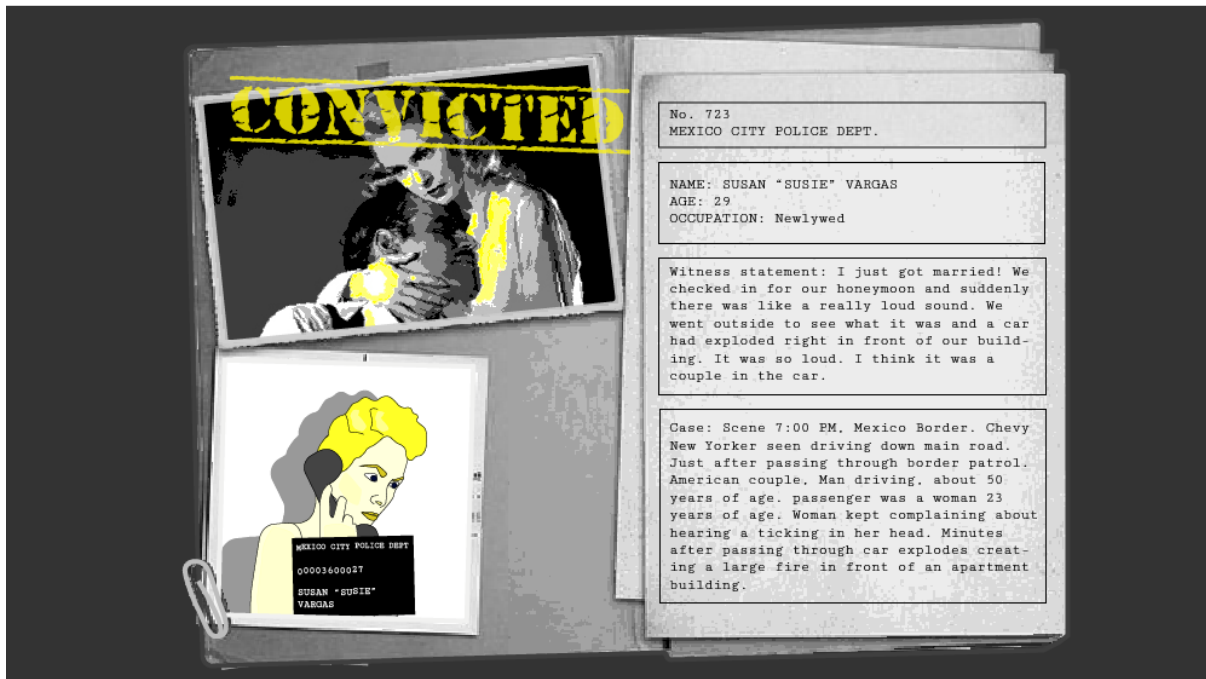 CONVICTED
No. 723
MEXICO CITY POLICE DEPT.
NAME: SUSAN “SUSIE” VARGAS
AGE: 29
OCCUPATION: Newlywed
Witness statement: I just got married! We
checked in for our honeymoon and suddenly
there was like a really loud sound. We
went outside to see what it was and a car
had exploded right in front of our build-
ing. It was so loud. I think it was a
couple in the car.
Case: Scene 7:00 PM, Mexico Border. Chevy
New Yorker seen driving down main road.
Just after passing through border patrol.
American couple, Man driving, about 50
years of age. passenger was a woman 23
years of age. Woman kept complaining about
hearing a ticking in her head. Minutes
after passing through car explodes creat-
ing a large fire in front of an apartment
building.
MEXICO CITY POLICE DEPT
00003600027
SUSAN “SUSIE”
VARGAS